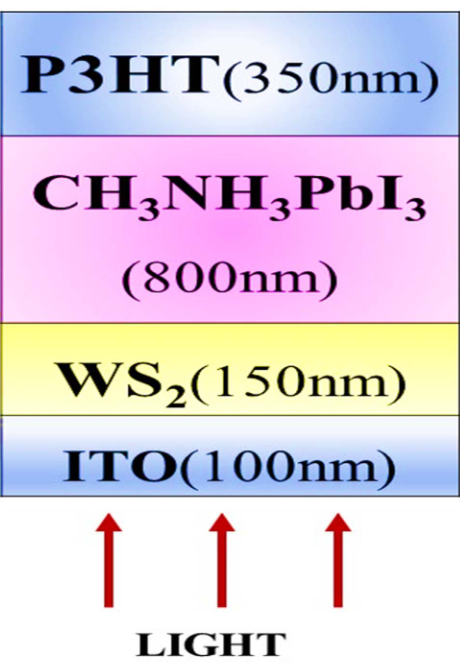 P3HT(350nm)
CH₃NH₃PbI₃
(800nm)
WS₂(150nm)
ITO(100nm)
LIGHT